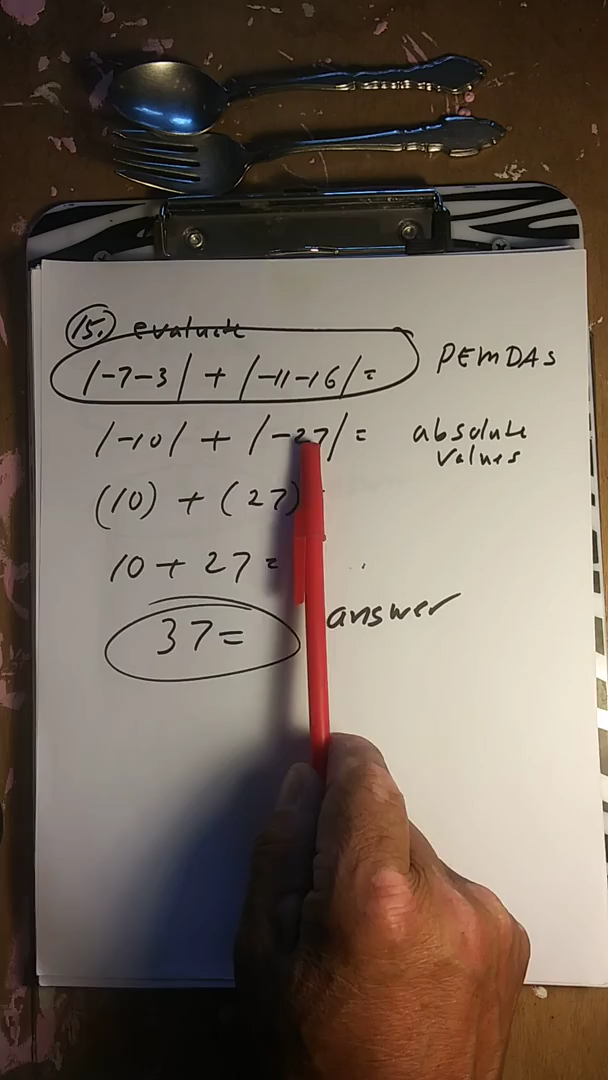 15. evaluate
|-7-3| + |-11-16| = PEMDAS
|-10| + |-27| = absolute values
(10) + (27)
10 + 27 =
37 = answer